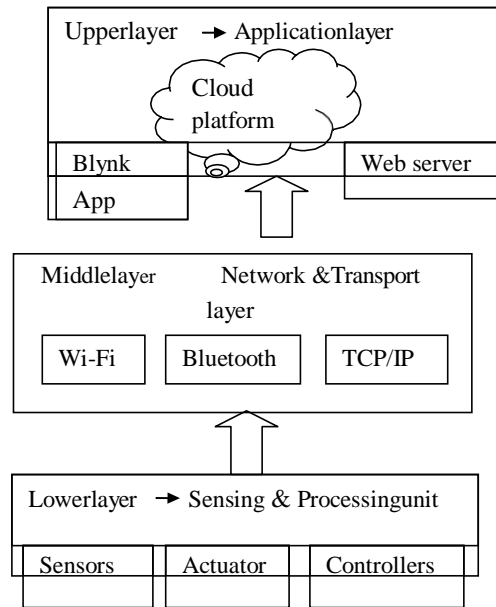 Upperlayer → Applicationlayer
Cloud
platform
Blynk
App
Web server
Middlelayer Network &Transport
layer
Wi-Fi Bluetooth TCP/IP
Lowerlayer → Sensing & Processingunit
Sensors Actuator Controllers